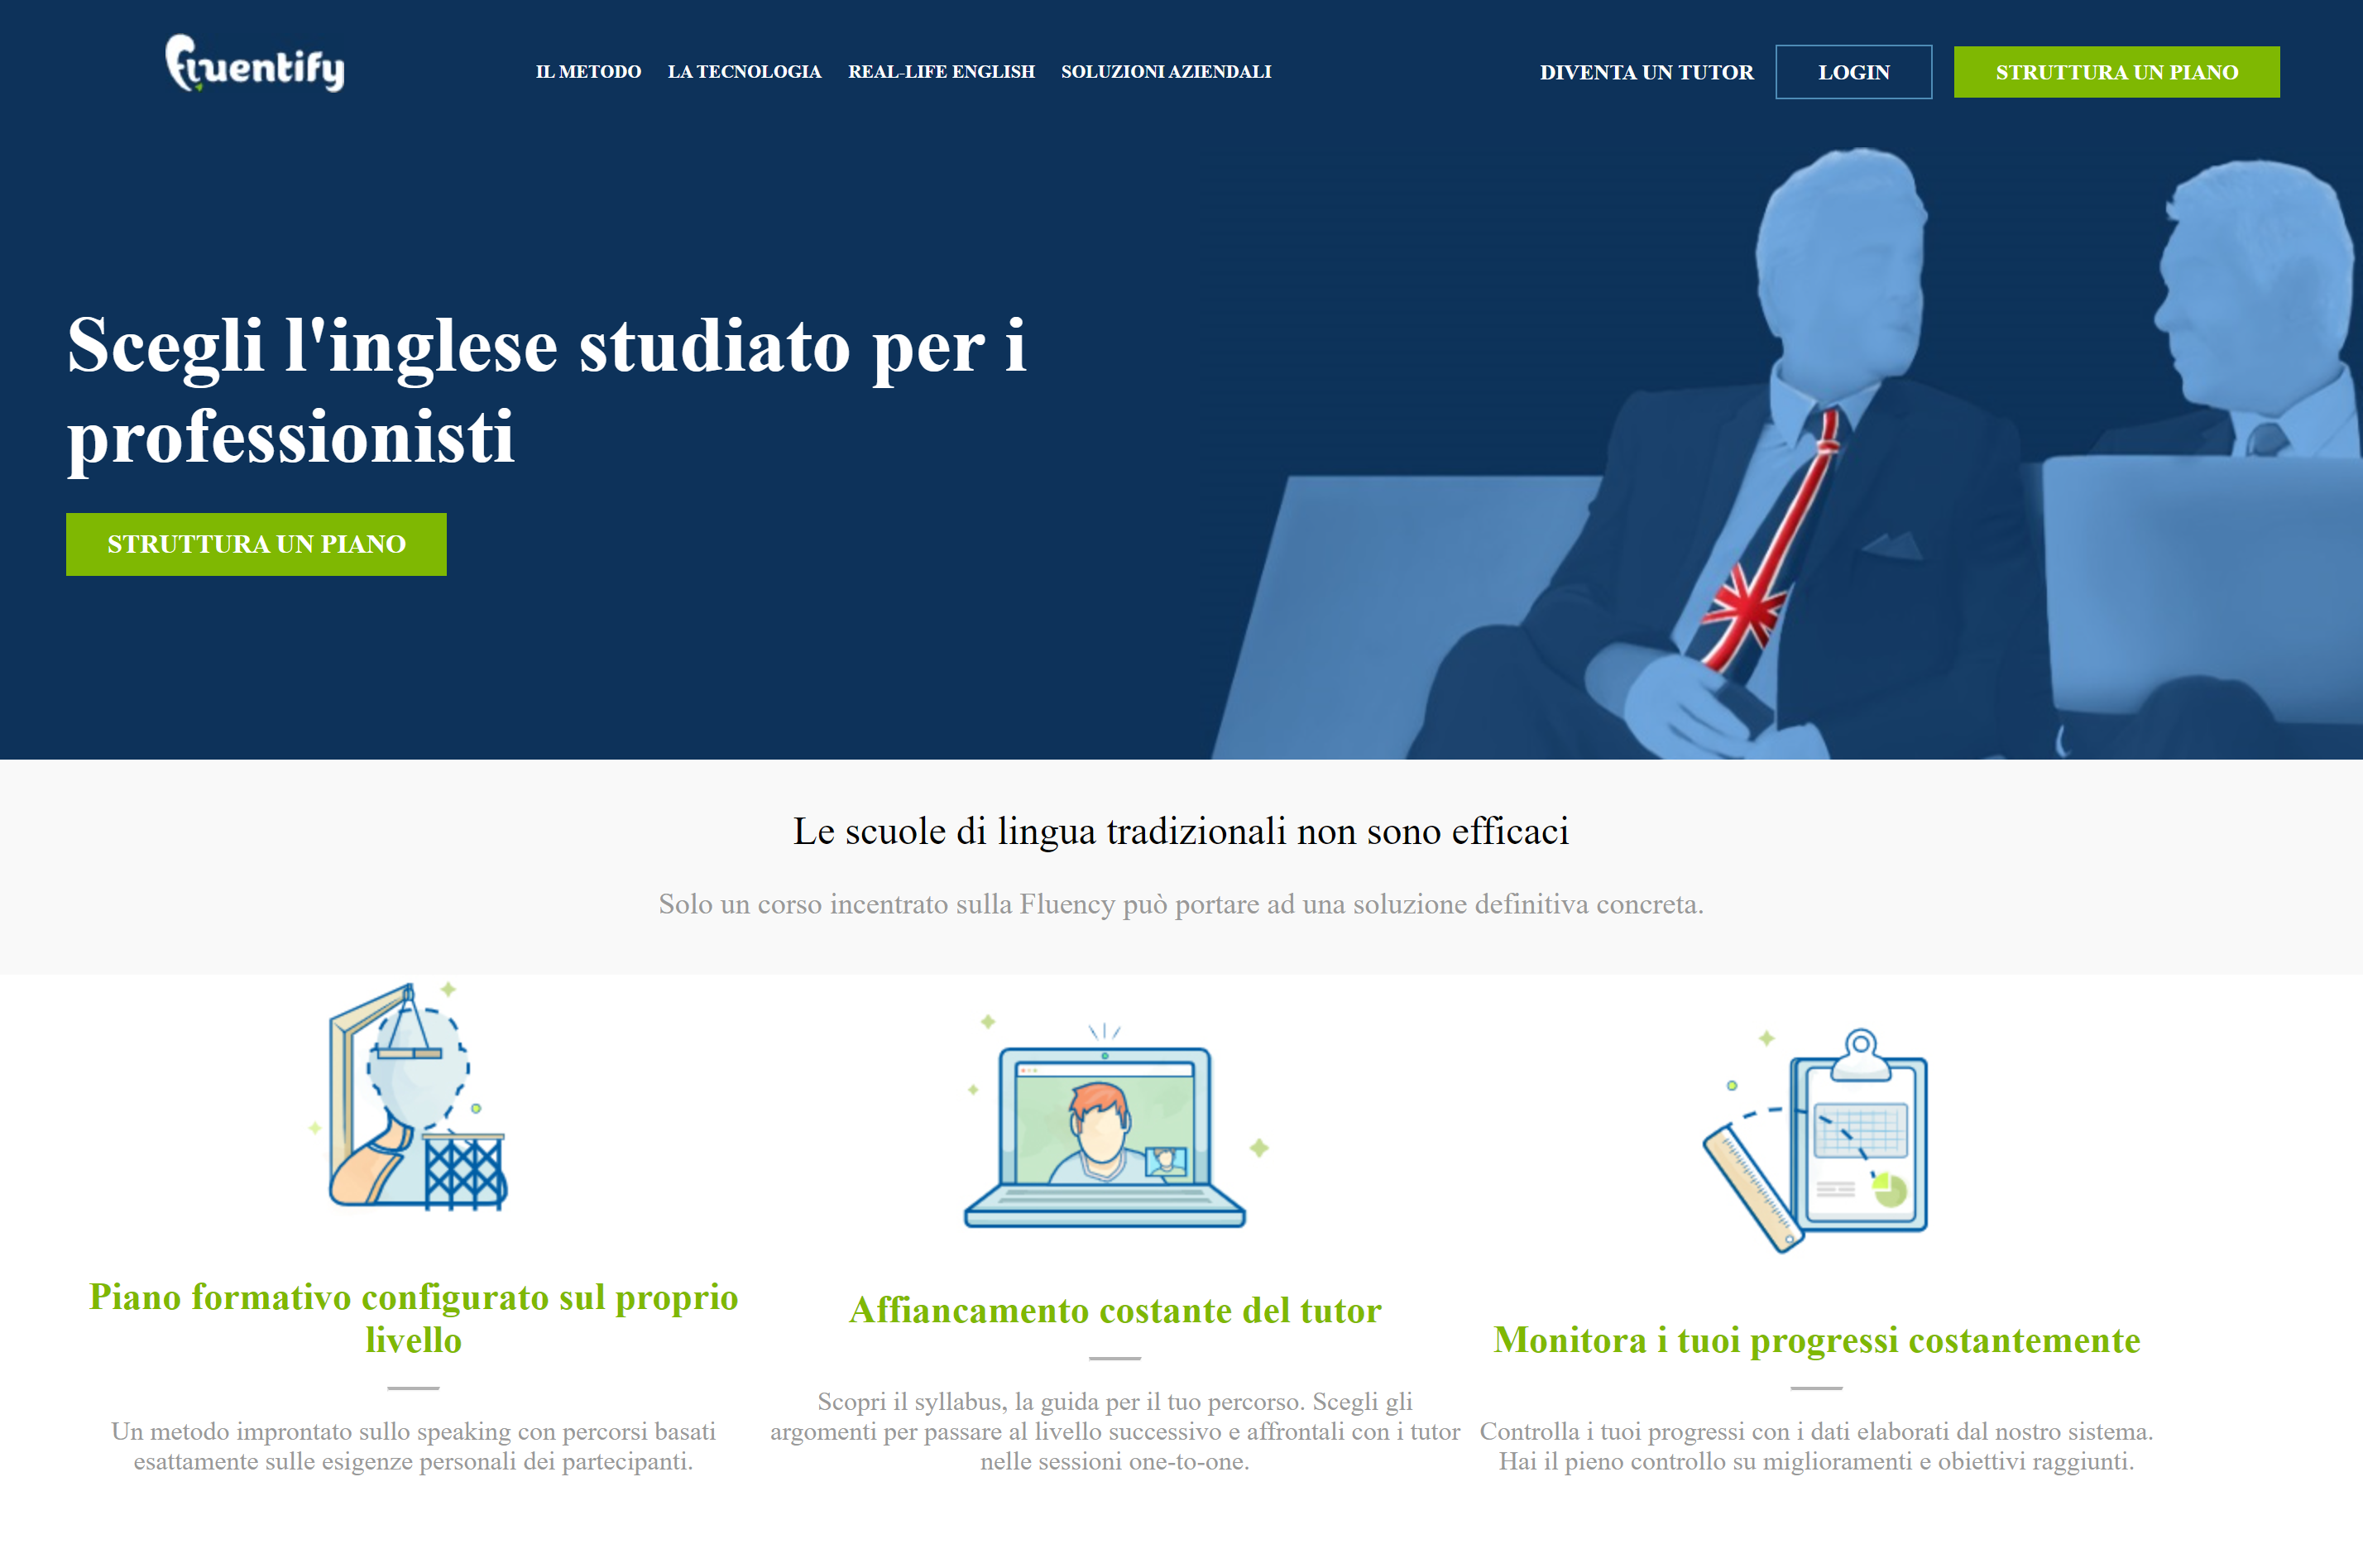 fluentify
IL METODO
LA TECNOLOGIA
REAL-LIFE ENGLISH
SOLUZIONI AZIENDALI
DIVENTA UN TUTOR
LOGIN
STRUTTURA UN PIANO
Scegli l'inglese studiato per i
professionisti
STRUTTURA UN PIANO
Le scuole di lingua tradizionali non sono efficaci
Solo un corso incentrato sulla Fluency può portare ad una soluzione definitiva concreta.
Piano formativo configurato sul proprio
livello
Un metodo improntato sullo speaking con percorsi basati
esattamente sulle esigenze personali dei partecipanti.
Affiancamento costante del tutor
Scopri il syllabus, la guida per il tuo percorso. Scegli gli
argomenti per passare al livello successivo e affrontali con i tutor
nelle sessioni one-to-one.
Monitora i tuoi progressi costantemente
Controlla i tuoi progressi con i dati elaborati dal nostro sistema.
Hai il pieno controllo su miglioramenti e obiettivi raggiunti.